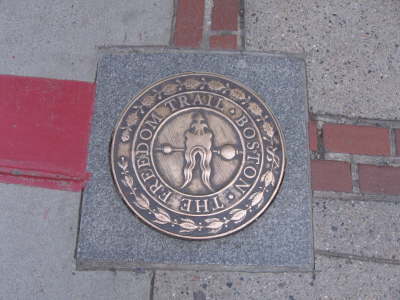 THE FREEDOM TRAIL · BOSTON ·